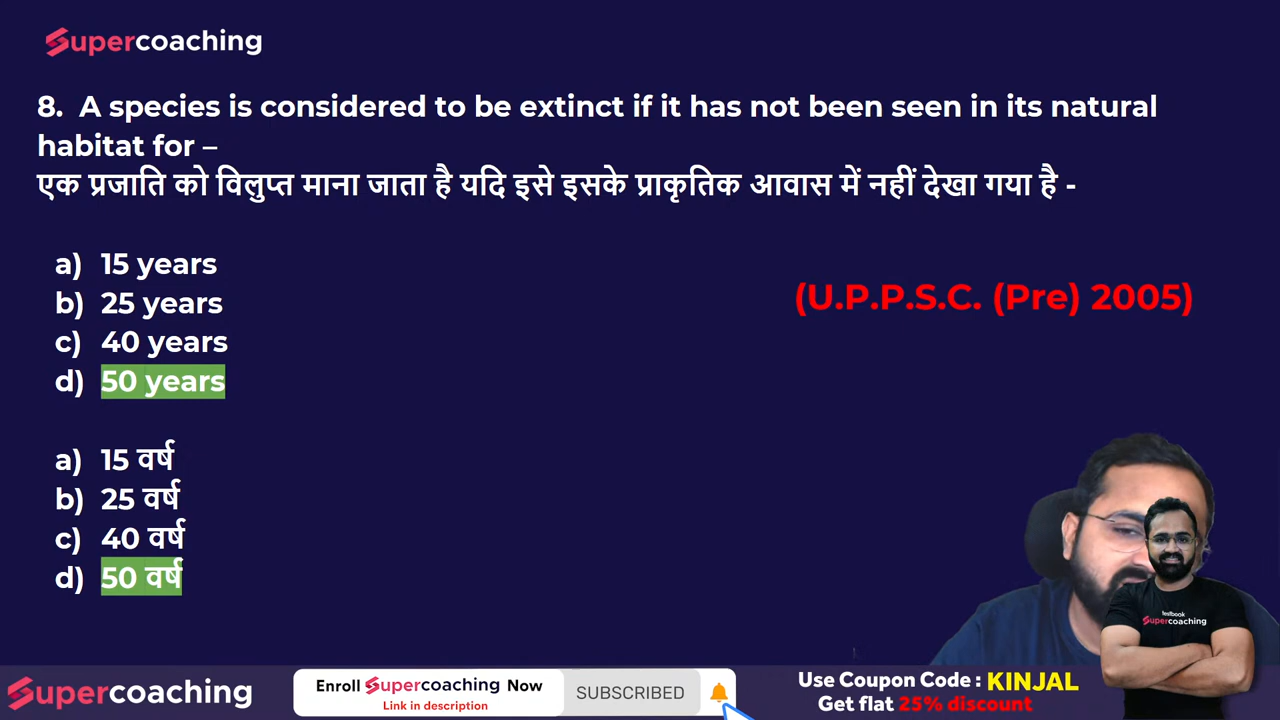 Supercoaching
8. A species is considered to be extinct if it has not been seen in its natural
habitat for –
एक प्रजाति को विलुप्त माना जाता है यदि इसे इसके प्राकृतिक आवास में नहीं देखा गया है -
a) 15 years
b) 25 years
(U.P.P.S.C. (Pre) 2005)
c) 40 years
d) 50 years
a) 15 वर्ष
b) 25 वर्ष
c) 40 वर्ष
d) 50 वर्ष
testbook
Supercoaching
Supercoaching
Enroll Supercoaching Now
Link in description
SUBSCRIBED
Use Coupon Code : KINJAL
Get flat 25% discount